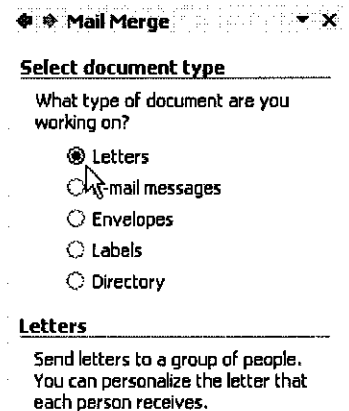 Mail Merge
Select document type
What type of document are you
working on?
Letters
-mail messages
Envelopes
Labels
Directory
Letters
Send letters to a group of people.
You can personalize the letter that
each person receives.